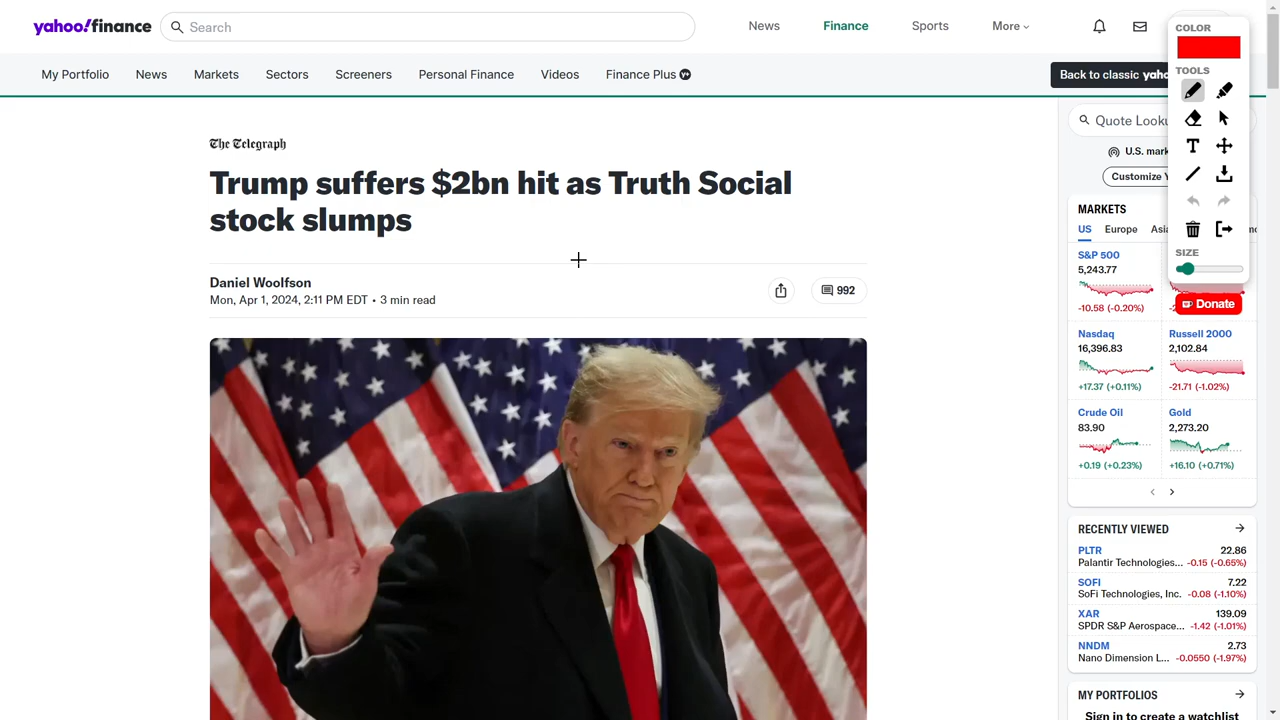 yahoo!finance
Search
News
Finance
Sports
More
My Portfolio
News
Markets
Sectors
Screeners
Personal Finance
Videos
Finance Plus
Back to classic
COLOR
TOOLS
SIZE
Donate
The Telegraph
Trump suffers $2bn hit as Truth Social
stock slumps
Daniel Woolfson
Mon, Apr 1, 2024, 2:11 PM EDT • 3 min read
992
Quote
U.S.
Customize
MARKETS
US
Europe
S&P 500
5,243.77
-10.58 (-0.20%)
Nasdaq
16,396.83
+17.37 (+0.11%)
Russell 2000
2,102.84
-21.71 (-1.02%)
Crude Oil
83.90
+0.19 (+0.23%)
Gold
2,273.20
+16.10 (+0.71%)
RECENTLY VIEWED
PLTR 22.86
Palantir Technologies... -0.15 (-0.65%)
SOFI 7.22
SoFi Technologies, Inc. -0.08 (-1.10%)
XAR 139.09
SPDR S&P Aerospace... -1.42 (-1.01%)
NNDM 2.73
Nano Dimension L... -0.0550 (-1.97%)
MY PORTFOLIOS
Sign in to create a watchlist